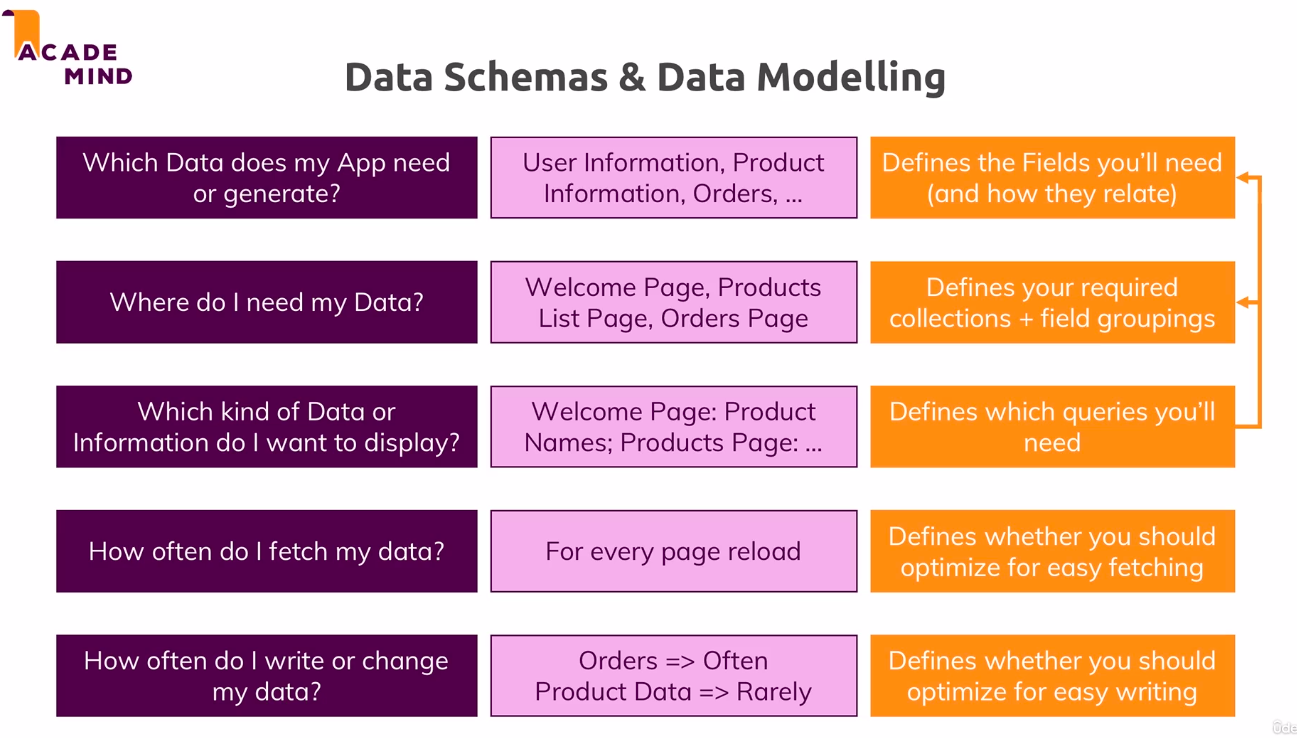 ACADE
MIND
Data Schemas & Data Modelling
Which Data does my App need
or generate?
User Information, Product
Information, Orders, ...
Defines the Fields you'll need
(and how they relate)
Where do I need my Data?
Welcome Page, Products
List Page, Orders Page
Defines your required
collections + field groupings
Which kind of Data or
Information do I want to display?
Welcome Page: Product
Names; Products Page: ...
Defines which queries you'll
need
How often do I fetch my data?
For every page reload
Defines whether you should
optimize for easy fetching
How often do I write or change
my data?
Orders => Often
Product Data => Rarely
Defines whether you should
optimize for easy writing